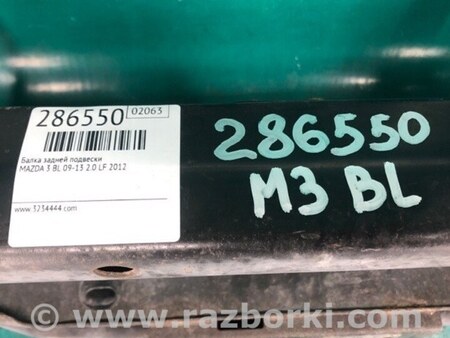 286550
02063
Балка задней подвески
MAZDA 3 BL 09-13 2.0 LF 2012
www.3234444.com
286550
M3 BL
www.razborki.com